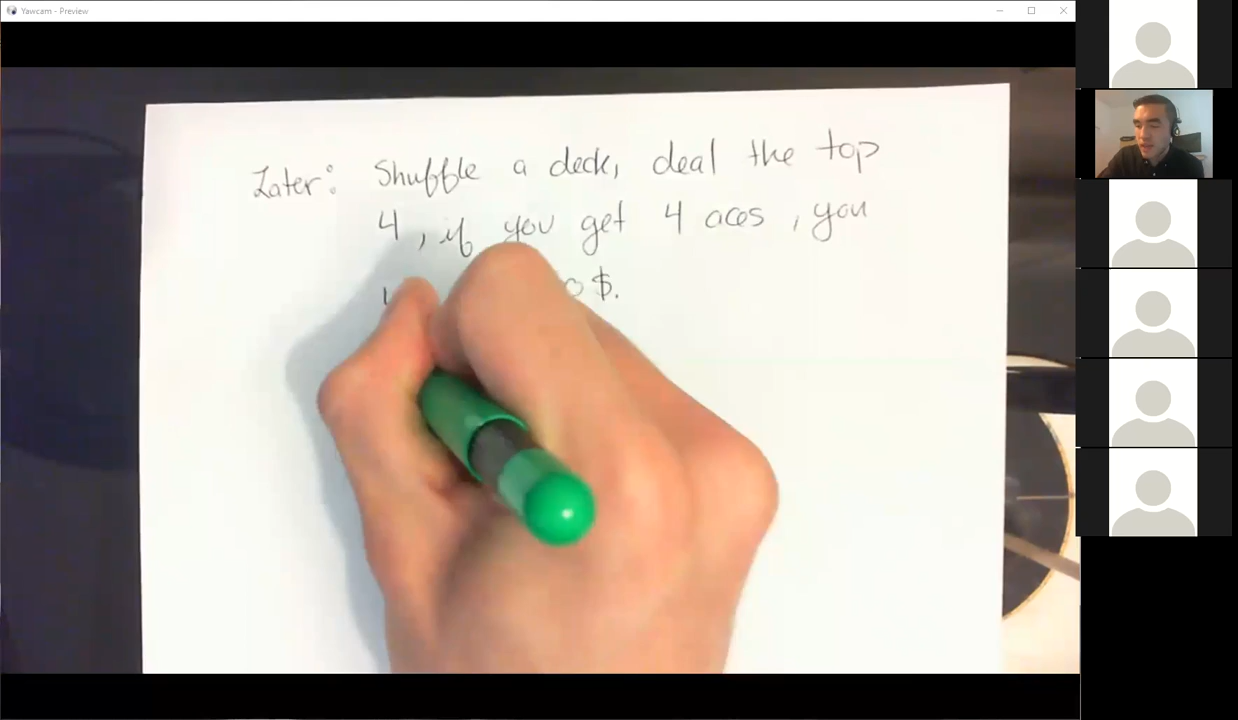 Yawcam - Preview
Later: Shuffle a deck, deal the top
4, if you get 4 aces, you
$.